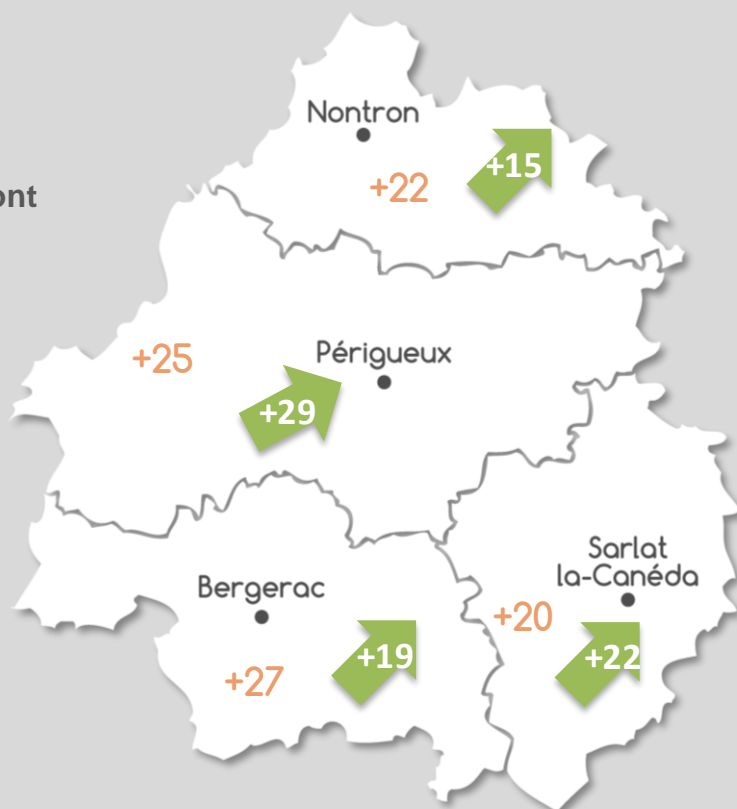 Nontron
+15
+22
ont
Périgueux
+25
+29
Sarlat
la-Canéda
Bergerac
+20
+19
+22
+27